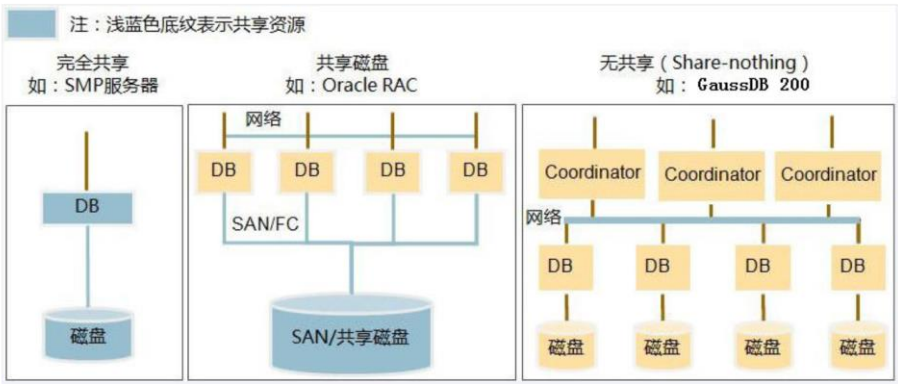 注：浅蓝色底纹表示共享资源
完全共享
如：SMP服务器
DB
磁盘
共享磁盘
如：Oracle RAC
网络
DB DB DB DB
SAN/FC
SAN/共享磁盘
无共享（Share-nothing）
如： GaussDB 200
Coordinator Coordinator Coordinator
网络
DB DB DB DB
磁盘 磁盘 磁盘 磁盘